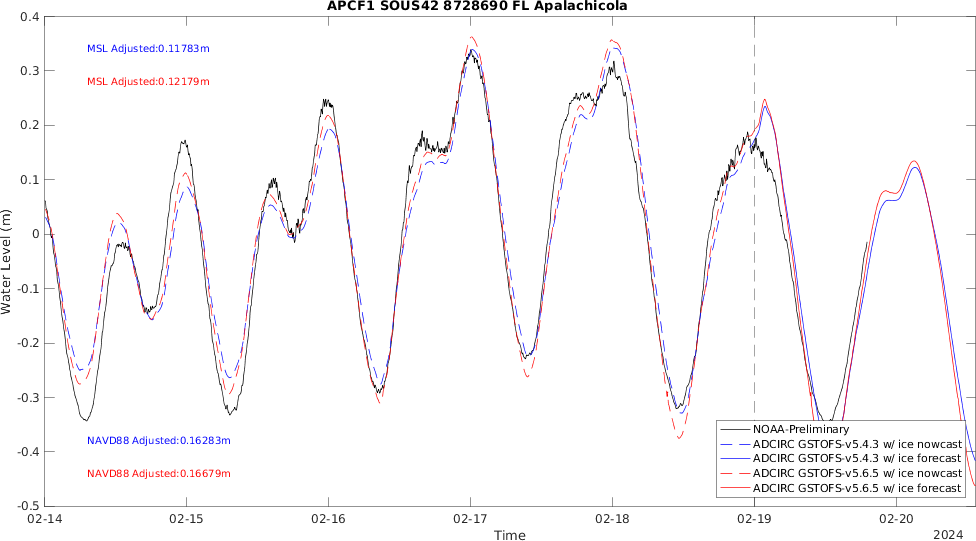 APCF1 SOUS42 8728690 FL Apalachicola
0.4
0.3
0.2
0.1
0
-0.1
-0.2
-0.3
-0.4
-0.5
Water Level (m)
MSL Adjusted:0.11783m
MSL Adjusted:0.12179m
NAVD88 Adjusted:0.16283m
NAVD88 Adjusted:0.16679m
NOAA-Preliminary
ADCIRC GSTOFS-v5.4.3 w/ ice nowcast
ADCIRC GSTOFS-v5.4.3 w/ ice forecast
ADCIRC GSTOFS-v5.6.5 w/ ice nowcast
ADCIRC GSTOFS-v5.6.5 w/ ice forecast
02-14 02-15 02-16 02-17 02-18 02-19 02-20
Time
2024